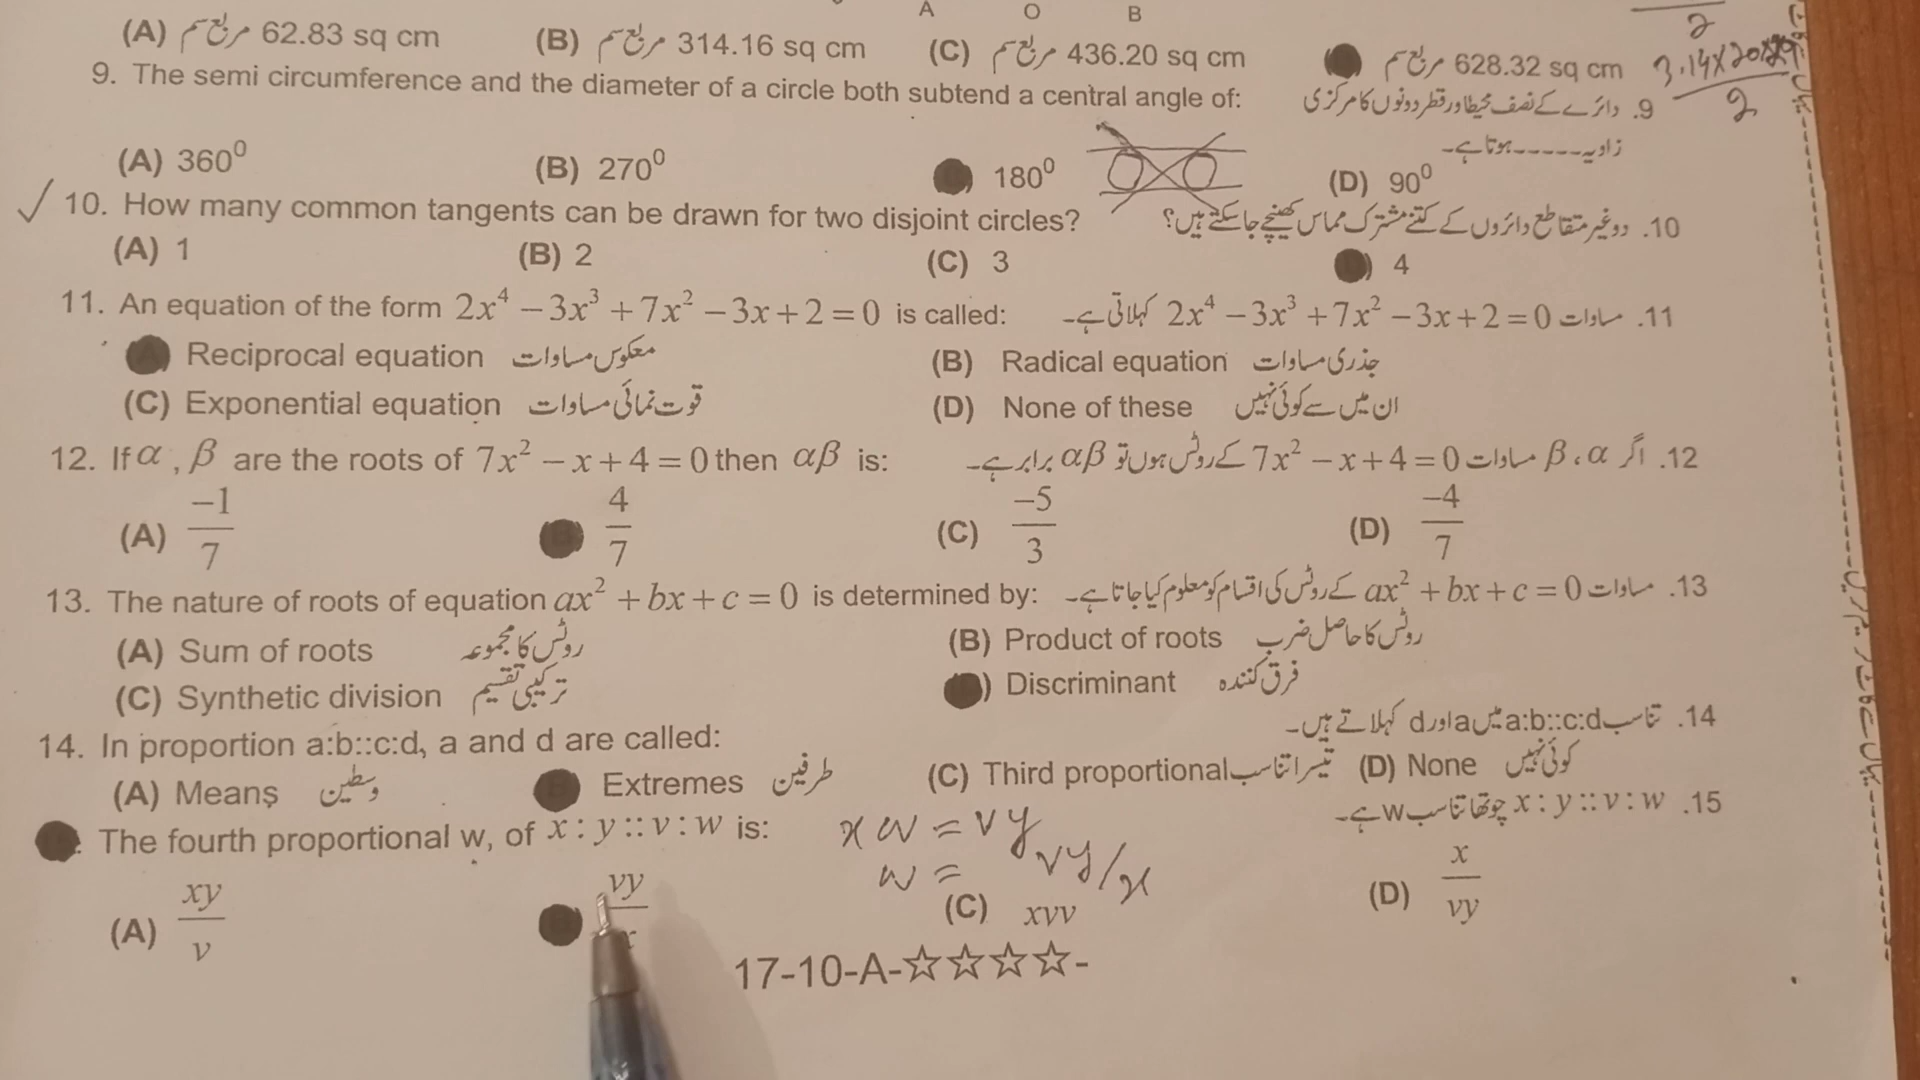 A O B
(A) مربع سم 62.83 sq cm (B) مربع سم 314.16 sq cm (C) مربع سم 436.20 sq cm مربع سم 628.32 sq cm
2
3.14×20×
2
9. The semi circumference and the diameter of a circle both subtend a central angle of: 9. دائرے کے نصف محیط اور قطر دونوں کا مرکزی
زاویہ ------ ہوتا ہے۔
(A) 360⁰ (B) 270⁰ 180⁰ (D) 90⁰
✓ 10. How many common tangents can be drawn for two disjoint circles? 10. دو غیر متقاطع دائروں کے کتنے مشترک مماس کھینچے جا سکتے ہیں؟
(A) 1 (B) 2 (C) 3 4
11. An equation of the form 2x⁴ − 3x³ + 7x² − 3x + 2 = 0 is called: 11. مساوات 2x⁴ − 3x³ + 7x² − 3x + 2 = 0 کہلاتی ہے۔
(A) Reciprocal equation معکوس مساوات (B) Radical equation جذری مساوات
(C) Exponential equation قوت نمائی مساوات (D) None of these ان میں سے کوئی نہیں
12. If α , β are the roots of 7x² − x + 4 = 0 then αβ is: 12. اگر α ، β مساوات 7x² − x + 4 = 0 کے روٹس ہوں تو αβ برابر ہے۔
(A) −1/7 (B) 4/7 (C) −5/3 (D) −4/7
13. The nature of roots of equation ax² + bx + c = 0 is determined by: 13. مساوات ax² + bx + c = 0 کے روٹس کی اقسام کو معلوم کیا جاتا ہے۔
(A) Sum of roots روٹس کا مجموعہ (B) Product of roots روٹس کا حاصل ضرب
(C) Synthetic division ترکیبی تقسیم ) Discriminant فرق کنندہ
14. In proportion a:b::c:d, a and d are called: 14. تناسب a:b::c:d میں a اور d کہلاتے ہیں۔
(A) Means وسطین Extremes طرفین (C) Third proportional تیسرا تناسب (D) None کوئی نہیں
The fourth proportional w, of x : y :: v : w is: 15. x : y :: v : w چوتھا تناسب w ہے۔
x w = v y
w = vy/x
(A) xy/v vy/x (C) xvv (D) x/vy
17-10-A-☆☆☆☆-